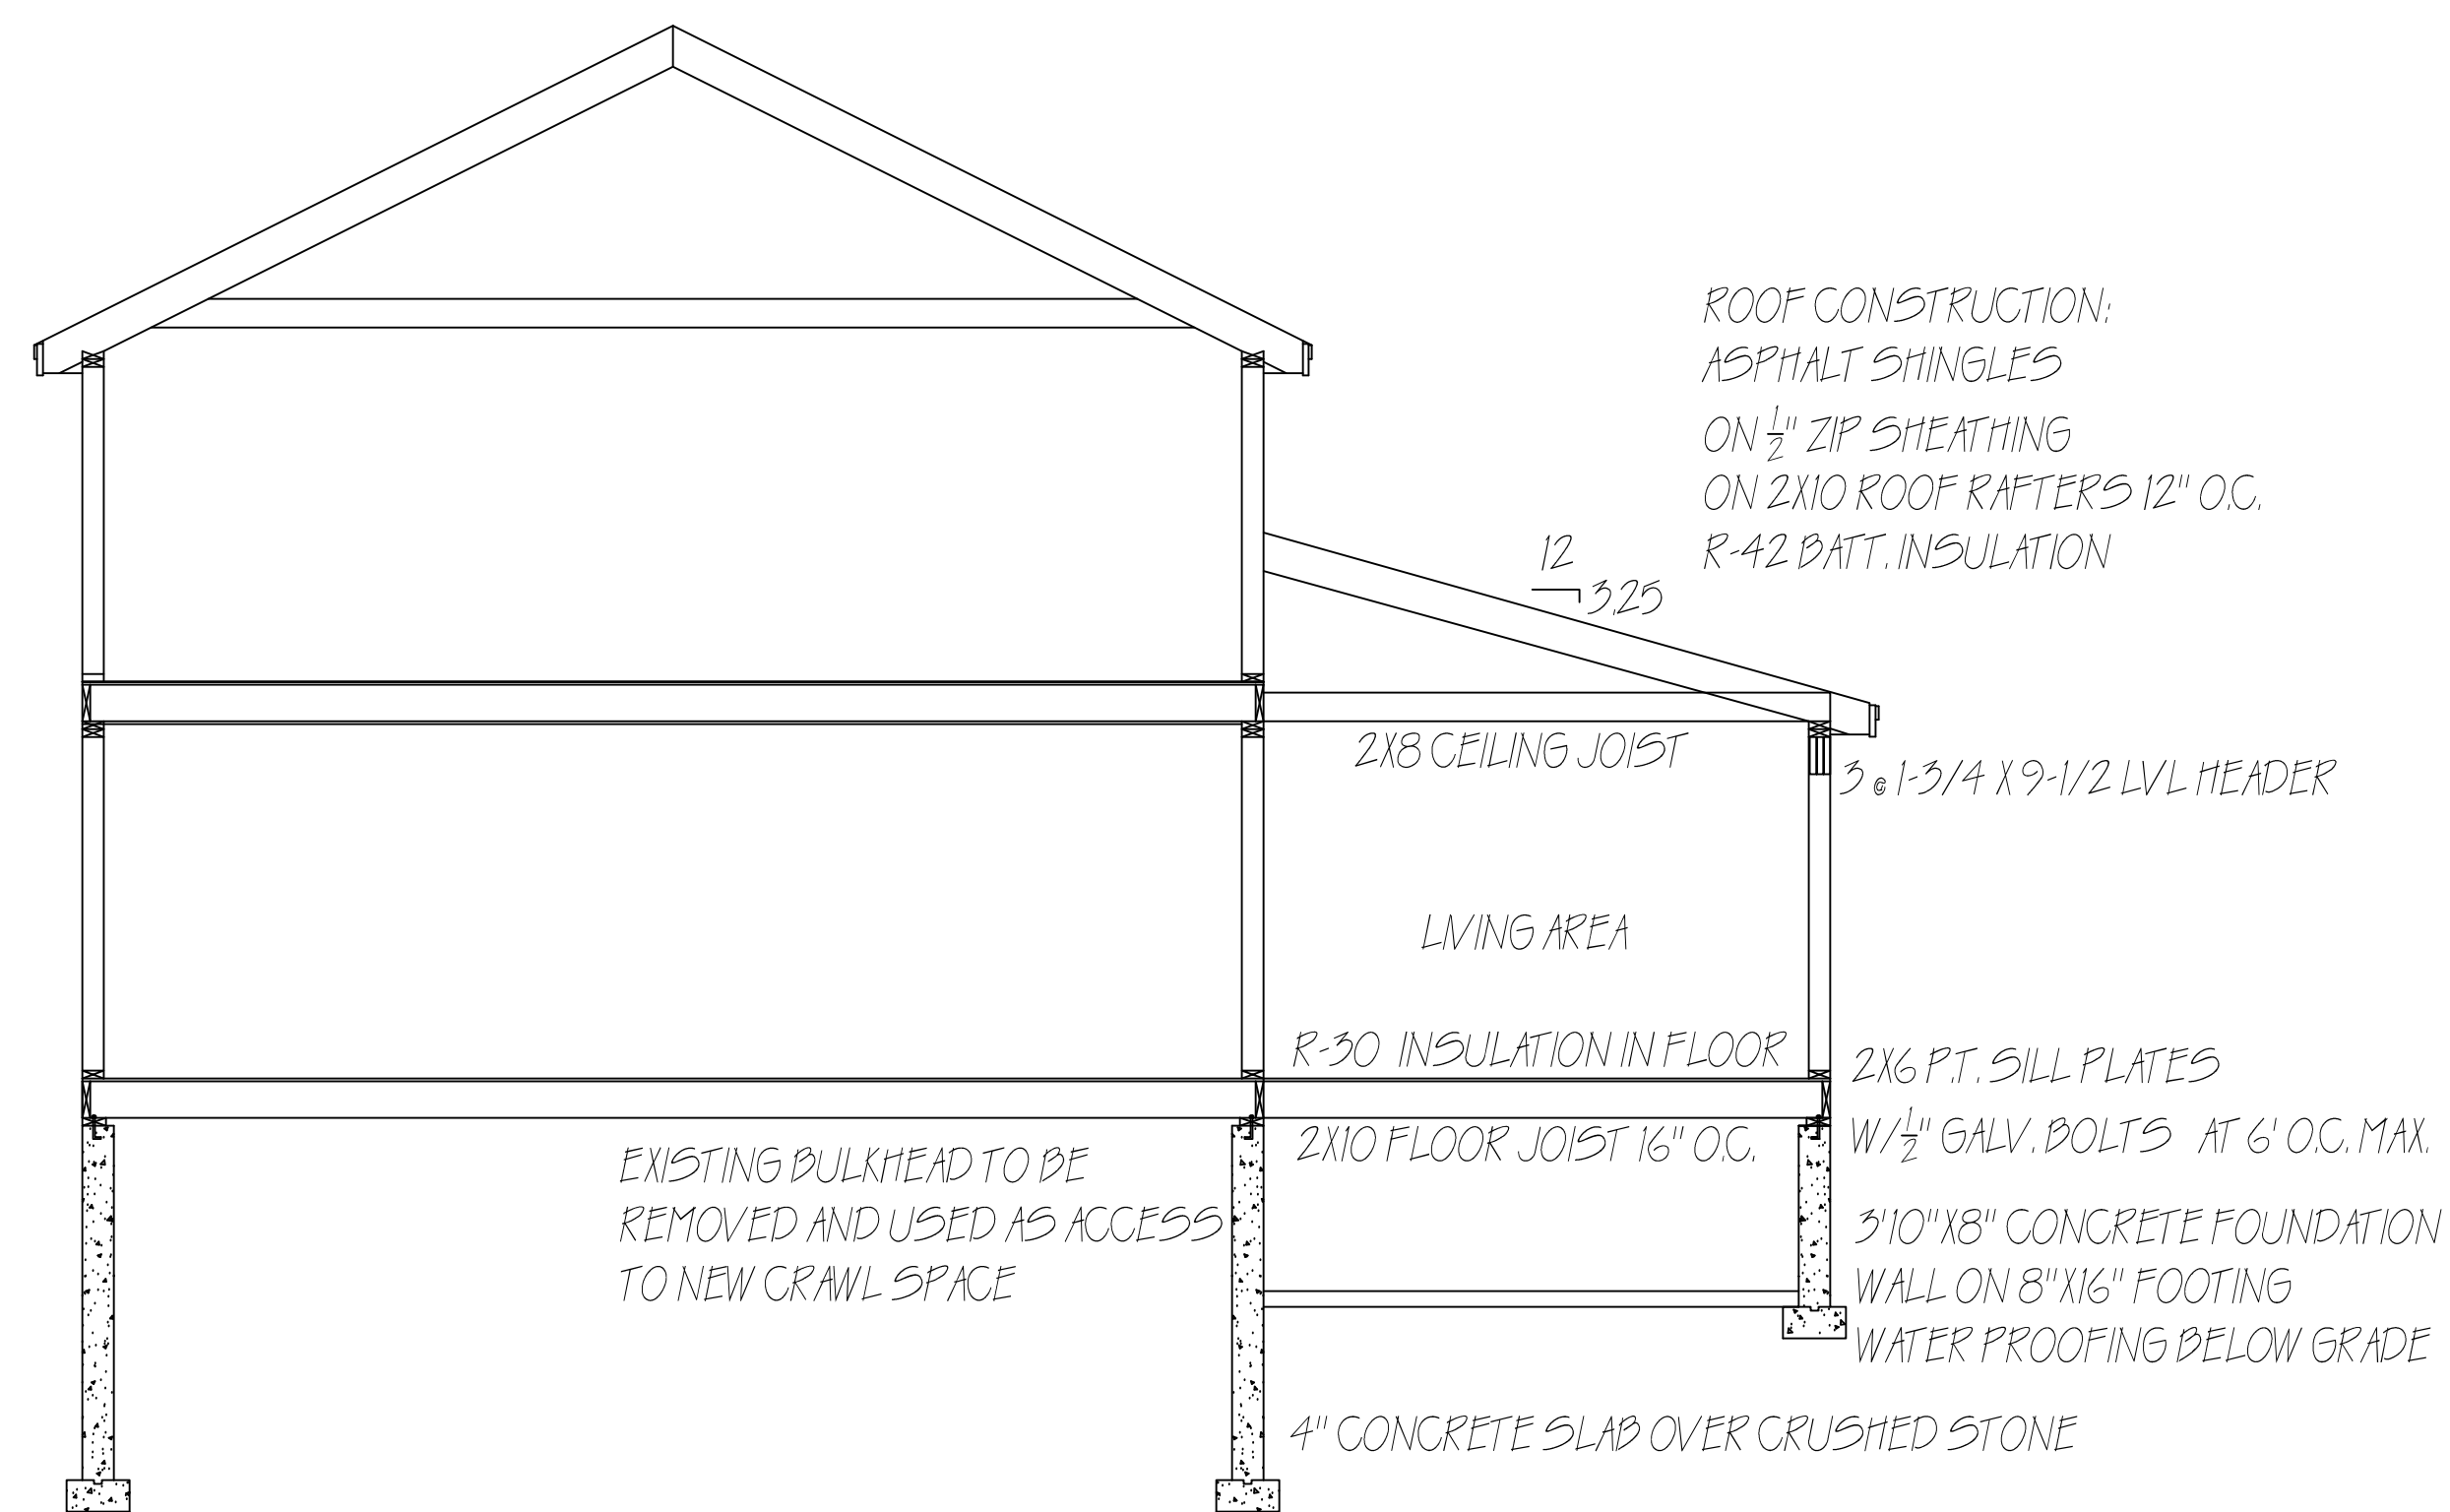 ROOF CONSTRUCTION:
ASPHALT SHINGLES
ON 1/2" ZIP SHEATHING
ON 2X10 ROOF RAFTERS 12" O.C.
R-42 BATT. INSULATION
12
3.25
2X8 CEILING JOIST
3 @ 1-3/4 X 9-1/2 LVL HEADER
LIVING AREA
R-30 INSULATION IN FLOOR
2X6 P.T. SILL PLATES
W/ 1/2" GALV. BOLTS AT 6' O.C. MAX.
2X10 FLOOR JOIST 16" O.C.
EXISTING BULKHEAD TO BE
REMOVED AND USED AS ACCESS
TO NEW CRAWL SPACE
3'10"X8" CONCRETE FOUNDATION
WALL ON 8"X16" FOOTING
WATER PROOFING BELOW GRADE
4" CONCRETE SLAB OVER CRUSHED STONE